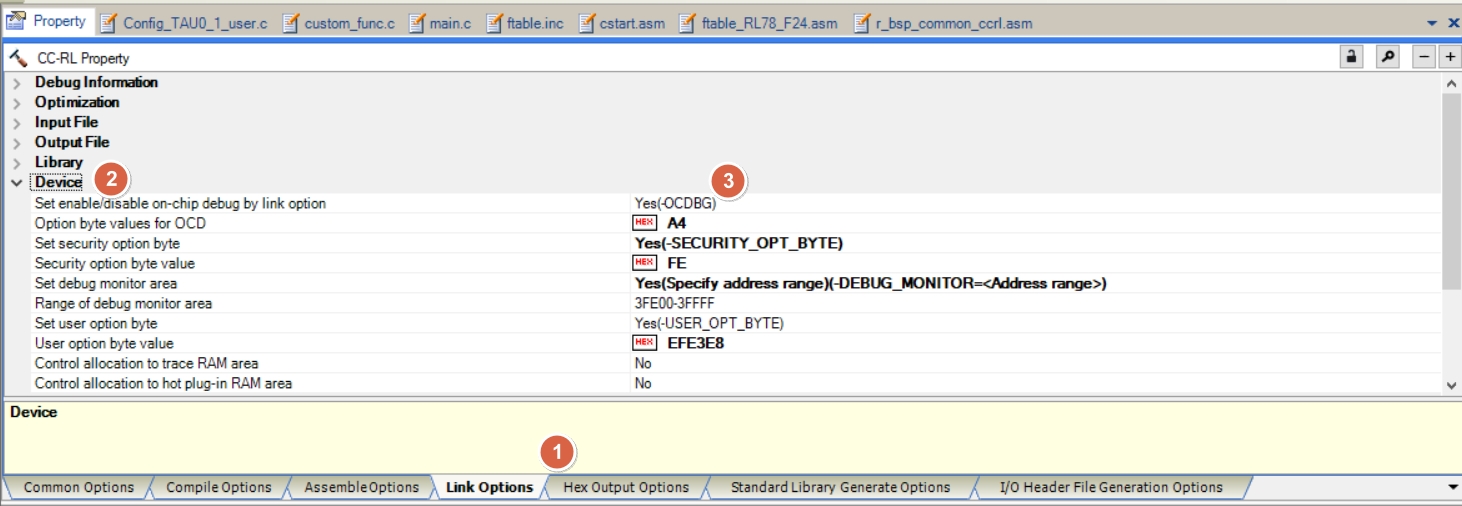 Property Config_TAU0_1_user.c custom_func.c main.c ftable.inc cstart.asm ftable_RL78_F24.asm r_bsp_common_ccrl.asm
CC-RL Property
Debug Information
Optimization
Input File
Output File
Library
Device 2 3
Set enable/disable on-chip debug by link option Yes(-OCDBG)
Option byte values for OCD HEX A4
Set security option byte Yes(-SECURITY_OPT_BYTE)
Security option byte value HEX FE
Set debug monitor area Yes(Specify address range)(-DEBUG_MONITOR=<Address range>)
Range of debug monitor area 3FE00-3FFFF
Set user option byte Yes(-USER_OPT_BYTE)
User option byte value HEX EFE3E8
Control allocation to trace RAM area No
Control allocation to hot plug-in RAM area No
Device
1
Common Options Compile Options Assemble Options Link Options Hex Output Options Standard Library Generate Options I/O Header File Generation Options